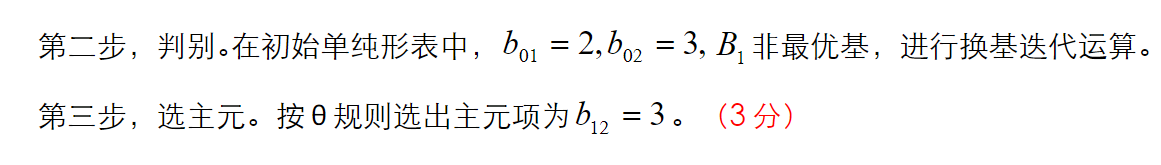 第二步，判别。在初始单纯形表中，b₀₁ = 2, b₀₂ = 3, B₁ 非最优基，进行换基迭代运算。
第三步，选主元。按θ规则选出主元项为 b₁₂ = 3 。（3 分）